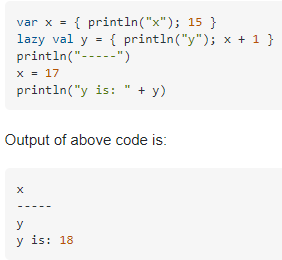 var x = { println("x"); 15 }
lazy val y = { println("y"); x + 1 }
println("-----")
x = 17
println("y is: " + y)
Output of above code is:
x
-----
y
y is: 18